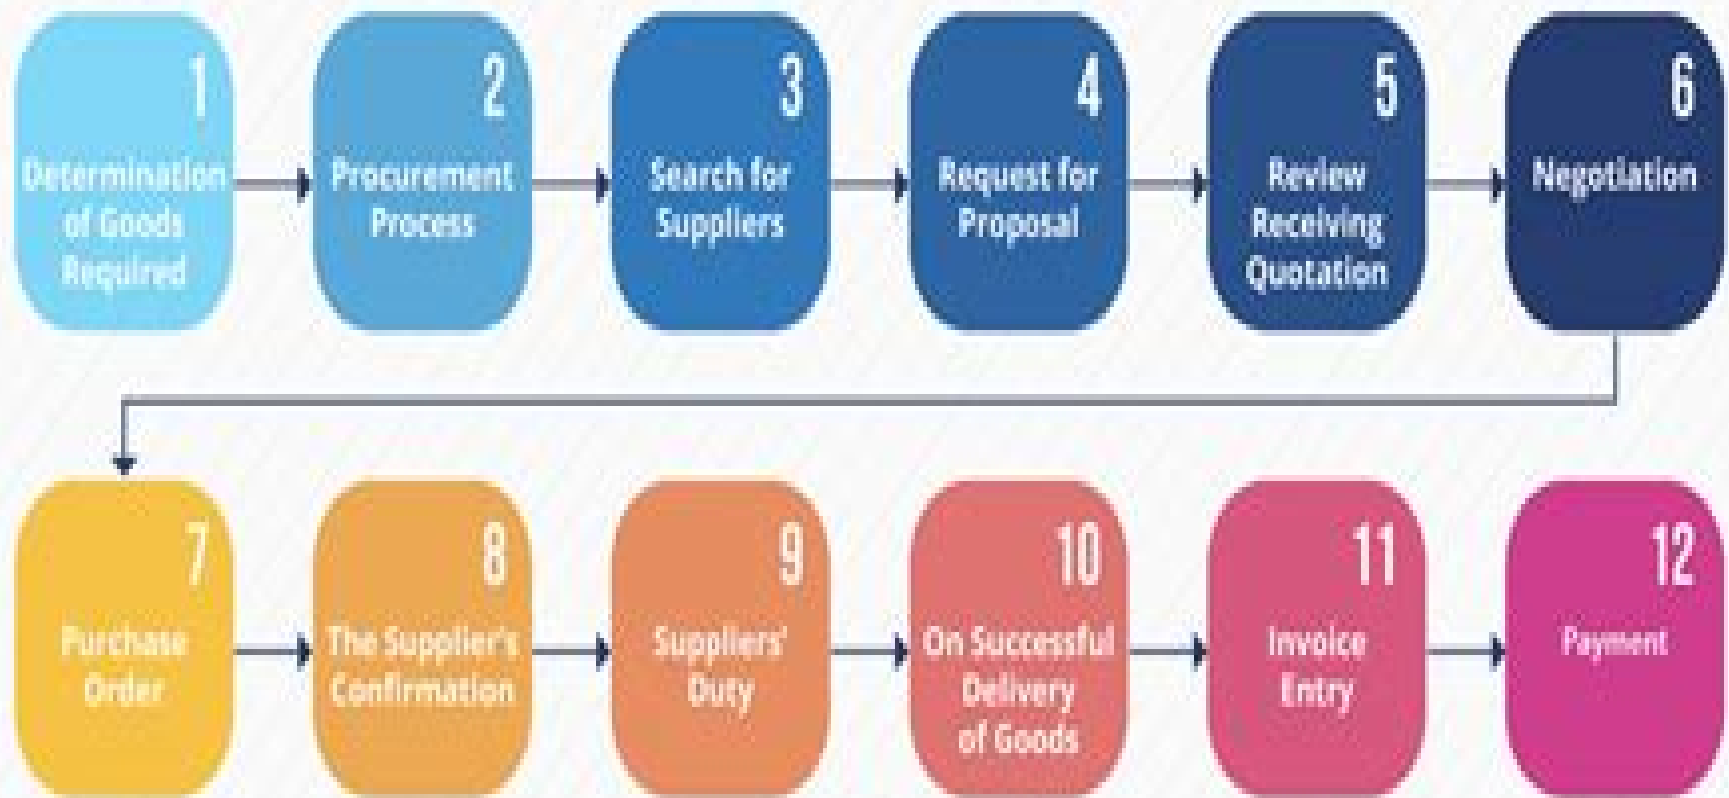 1
Determination
of Goods
Required
2
Procurement
Process
3
Search for
Suppliers
4
Request for
Proposal
5
Review
Receiving
Quotation
6
Negotiation
7
Purchase
Order
8
The Supplier's
Confirmation
9
Suppliers'
Duty
10
On Successful
Delivery
of Goods
11
Invoice
Entry
12
Payment